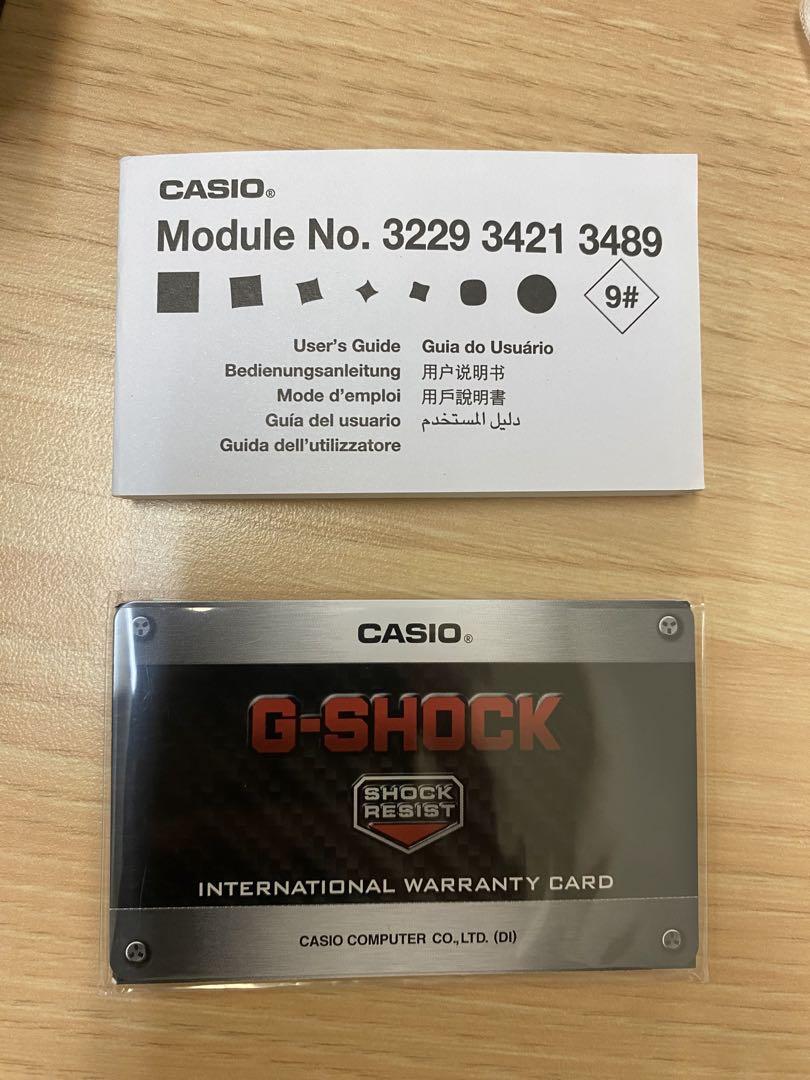 CASIO®
Module No. 3229 3421 3489
9#
User's Guide
Bedienungsanleitung
Mode d'emploi
Guía del usuario
Guida dell'utilizzatore
Guia do Usuário
用户说明书
用戶說明書
دليل المستخدم
CASIO®
G-SHOCK
SHOCK
RESIST
INTERNATIONAL WARRANTY CARD
CASIO COMPUTER CO.,LTD. (DI)